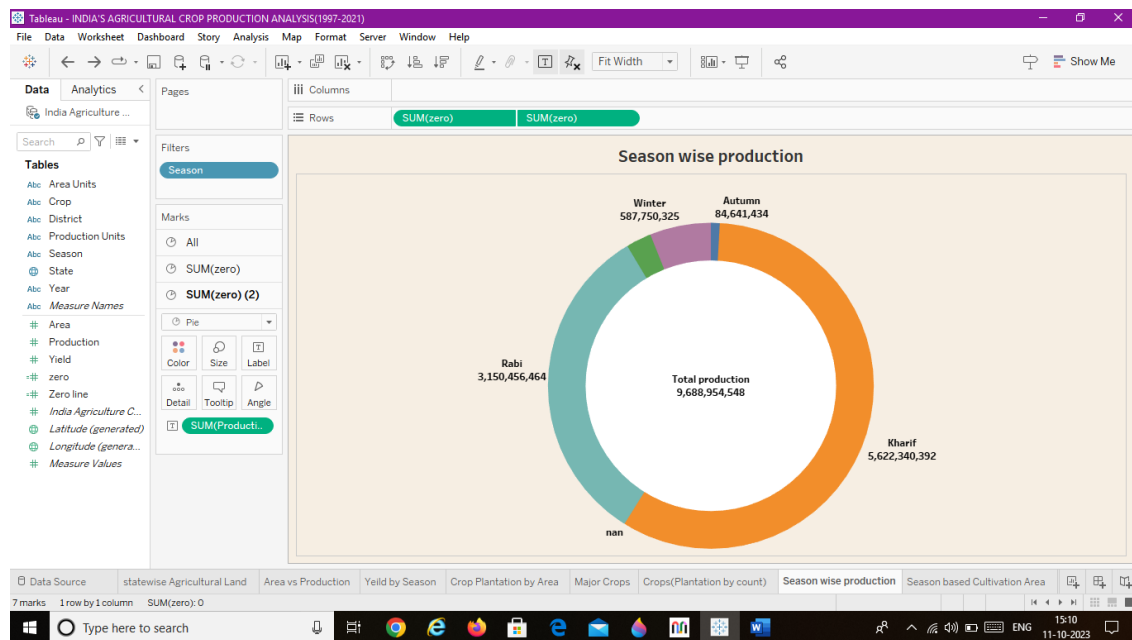 Tableau - INDIA'S AGRICULTURAL CROP PRODUCTION ANALYSIS(1997-2021)
File Data Worksheet Dashboard Story Analysis Map Format Server Window Help
Fit Width
Show Me
Data Analytics
India Agriculture ...
Search
Tables
Abc Area Units
Abc Crop
Abc District
Abc Production Units
Abc Season
State
Abc Year
Abc Measure Names
# Area
# Production
# Yield
=# zero
=# Zero line
# India Agriculture C...
Latitude (generated)
Longitude (genera...
# Measure Values
Pages
Filters
Season
Marks
All
SUM(zero)
SUM(zero) (2)
Pie
Color Size Label
Detail Tooltip Angle
T SUM(Producti..
iii Columns
Rows SUM(zero) SUM(zero)
Season wise production
Winter
587,750,325
Autumn
84,641,434
Rabi
3,150,456,464
Total production
9,688,954,548
Kharif
5,622,340,392
nan
Data Source statewise Agricultural Land Area vs Production Yeild by Season Crop Plantation by Area Major Crops Crops(Plantation by count) Season wise production Season based Cultivation Area
7 marks 1 row by 1 column SUM(zero): 0
Type here to search
ENG
15:10
11-10-2023